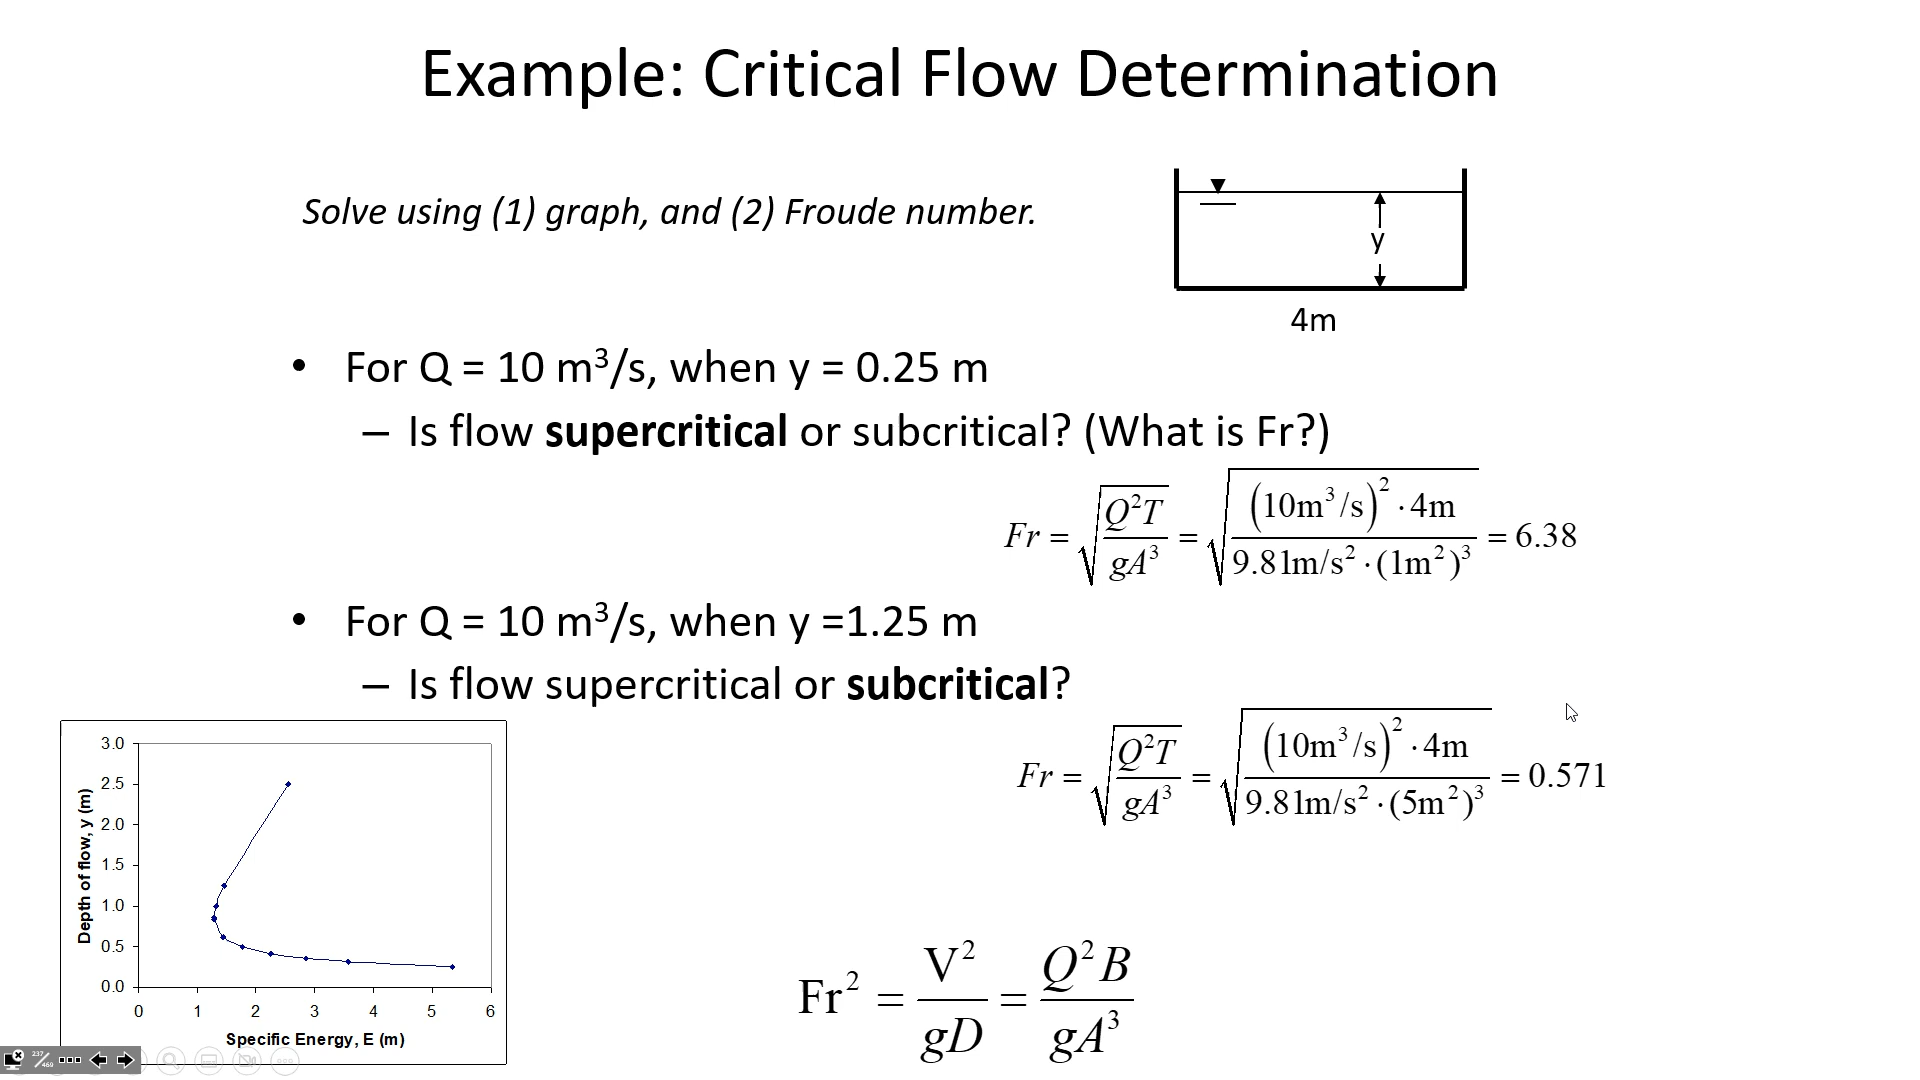 Example: Critical Flow Determination
Solve using (1) graph, and (2) Froude number.
y
4m
• For Q = 10 m³/s, when y = 0.25 m
– Is flow supercritical or subcritical? (What is Fr?)
Fr = √(Q²T / gA³) = √((10m³/s)² · 4m / 9.81m/s² · (1m²)³) = 6.38
• For Q = 10 m³/s, when y =1.25 m
– Is flow supercritical or subcritical?
Fr = √(Q²T / gA³) = √((10m³/s)² · 4m / 9.81m/s² · (5m²)³) = 0.571
Depth of flow, y (m)
3.0
2.5
2.0
1.5
1.0
0.5
0.0
0 1 2 3 4 5 6
Specific Energy, E (m)
Fr² = V² / gD = Q² B / gA³
237/469